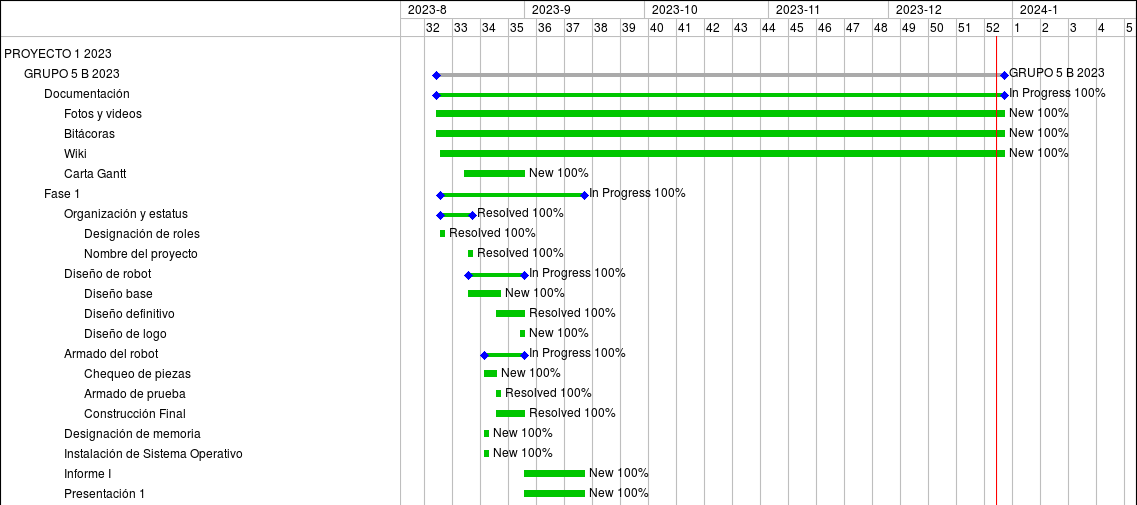 2023-8 2023-9 2023-10 2023-11 2023-12 2024-1
32 33 34 35 36 37 38 39 40 41 42 43 44 45 46 47 48 49 50 51 52 1 2 3 4 5
PROYECTO 1 2023
GRUPO 5 B 2023 GRUPO 5 B 2023
Documentación In Progress 100%
Fotos y videos New 100%
Bitácoras New 100%
Wiki New 100%
Carta Gantt New 100%
Fase 1 In Progress 100%
Organización y estatus Resolved 100%
Designación de roles Resolved 100%
Nombre del proyecto Resolved 100%
Diseño de robot In Progress 100%
Diseño base New 100%
Diseño definitivo Resolved 100%
Diseño de logo New 100%
Armado del robot In Progress 100%
Chequeo de piezas New 100%
Armado de prueba Resolved 100%
Construcción Final Resolved 100%
Designación de memoria New 100%
Instalación de Sistema Operativo New 100%
Informe I New 100%
Presentación 1 New 100%